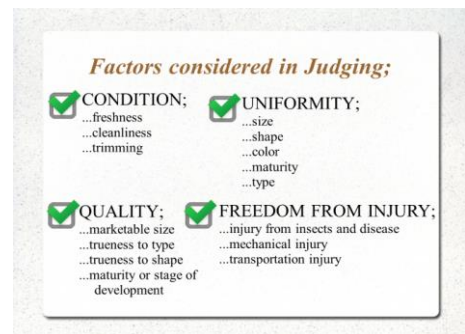 Factors considered in Judging;
CONDITION;
...freshness
...cleanliness
...trimming
UNIFORMITY;
...size
...shape
...color
...maturity
...type
QUALITY;
...marketable size
...trueness to type
...trueness to shape
...maturity or stage of
development
FREEDOM FROM INJURY;
...injury from insects and disease
...mechanical injury
...transportation injury